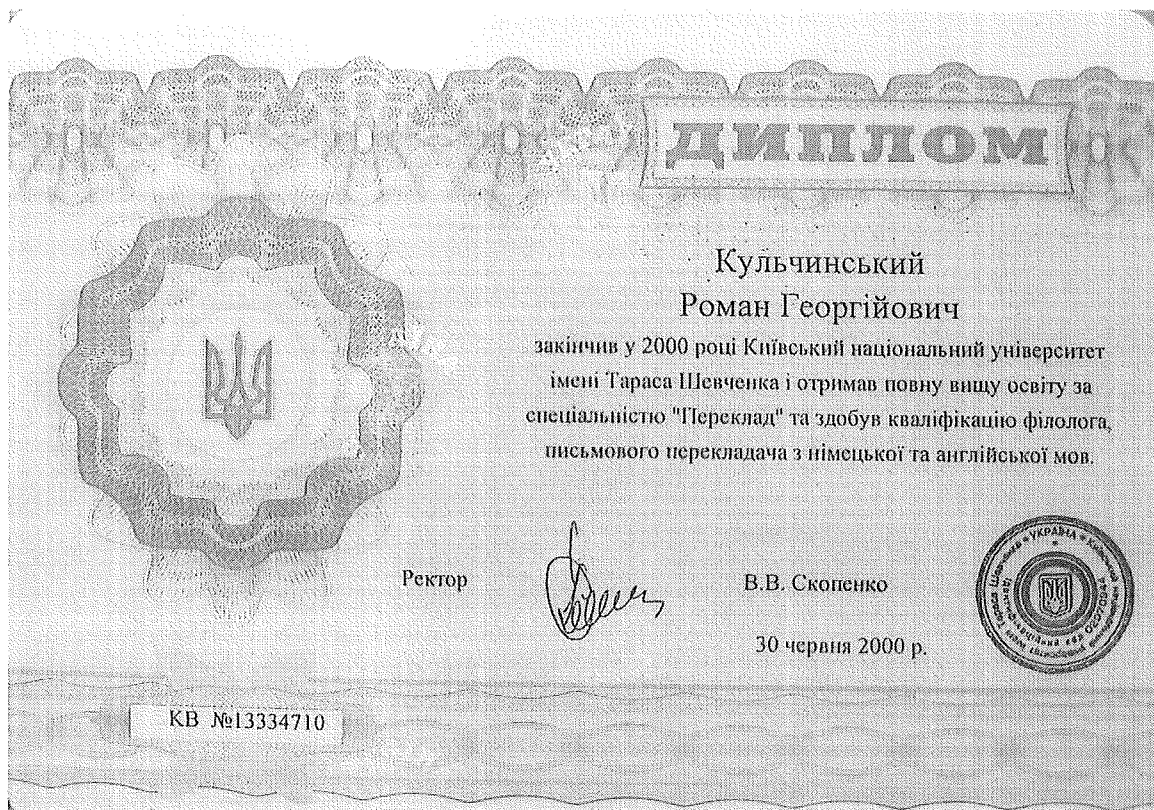 ДИПЛОМ
Кульчинський
Роман Георгійович
закінчив у 2000 році Київський національний університет
імені Тараса Шевченка і отримав повну вищу освіту за
спеціальністю "Переклад" та здобув кваліфікацію філолога,
письмового перекладача з німецької та англійської мов.
Ректор
В.В. Скопенко
30 червня 2000 р.
УКРАЇНА
КВ №13334710